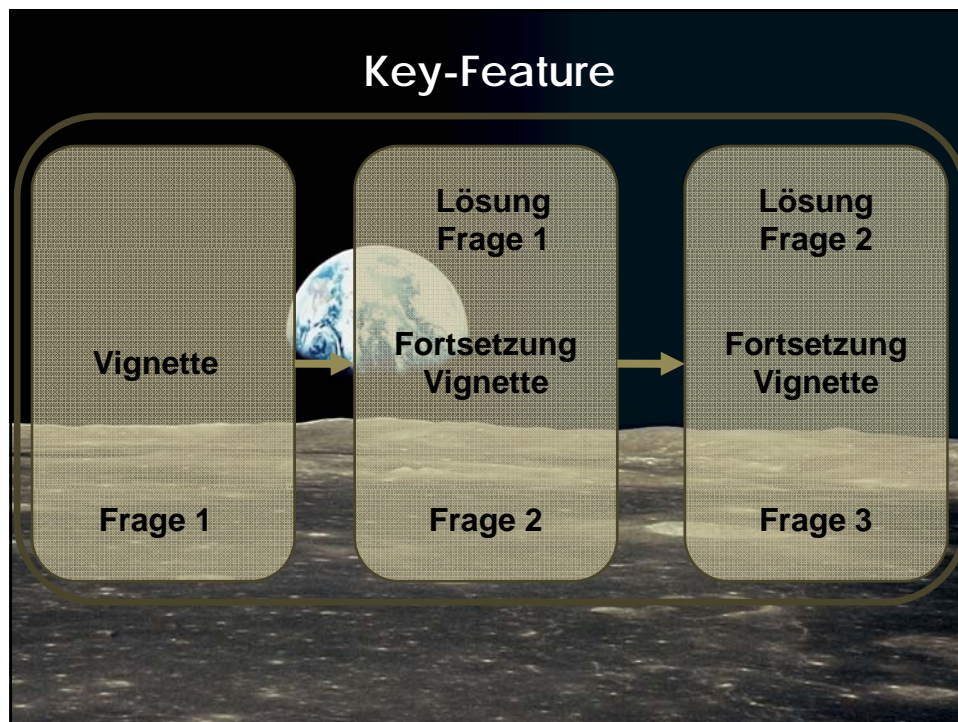 Key-Feature
Vignette
Frage 1
Lösung
Frage 1
Fortsetzung
Vignette
Frage 2
Lösung
Frage 2
Fortsetzung
Vignette
Frage 3